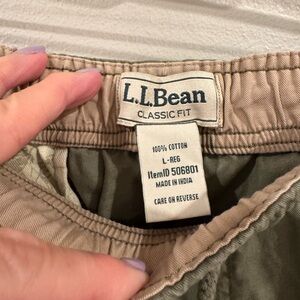 L.L.Bean
CLASSIC FIT
100% COTTON
L-REG
ItemID 506801
MADE IN INDIA
CARE ON REVERSE